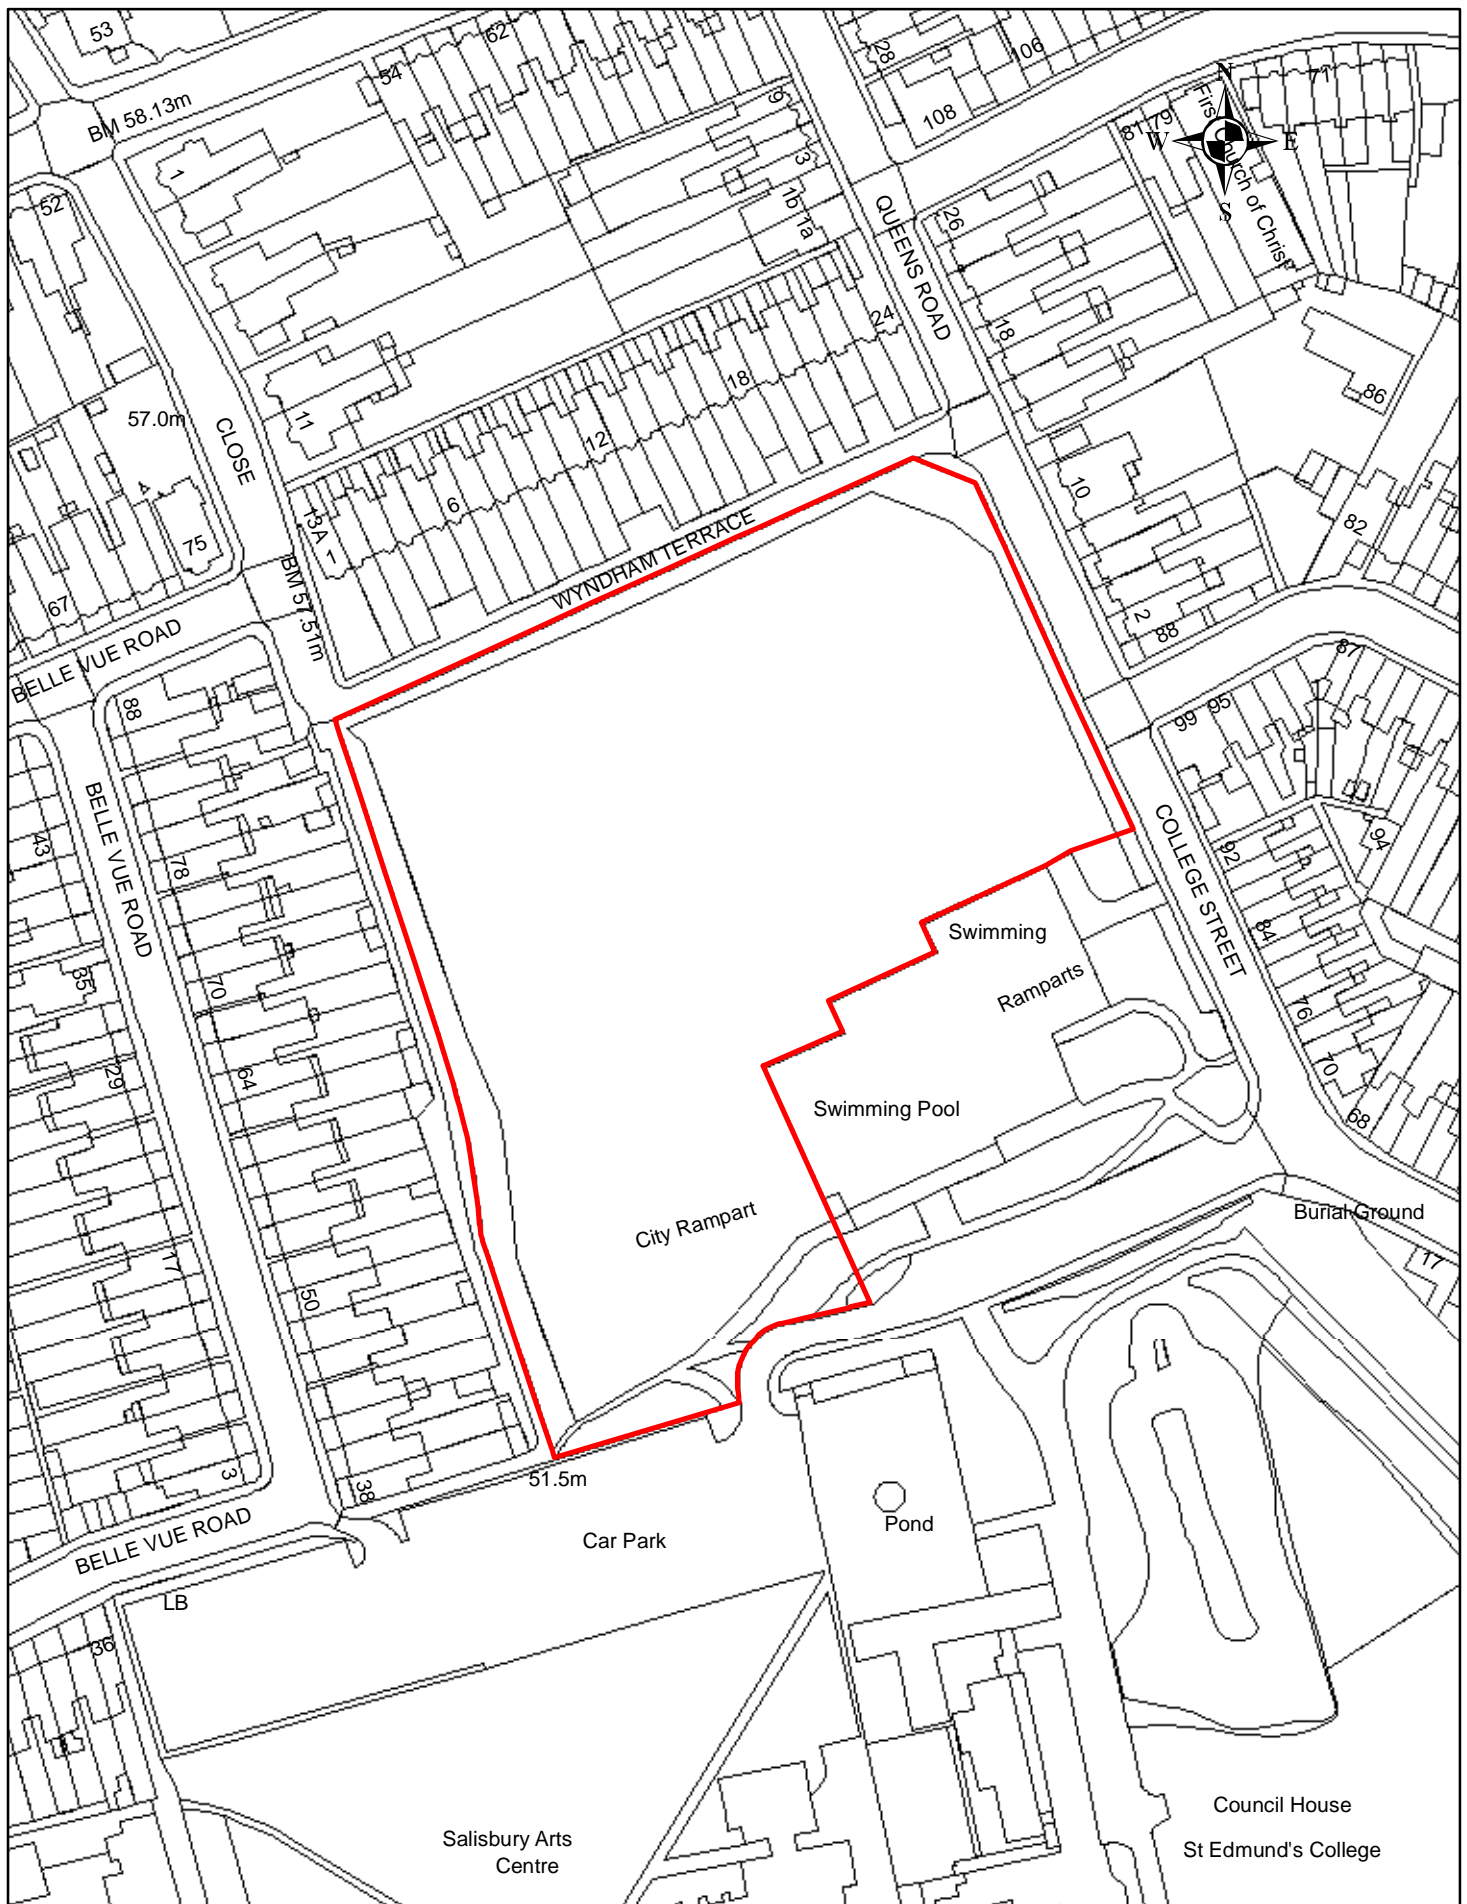 53
62
54
28
106
71
N
BM 58.13m
9
108
81
79
W
E
First Church of Christ
1
3
S
52
1b
1a
QUEENS ROAD
26
24
18
18
86
57.0m
CLOSE
11
12
6
10
13A
1
WYNDHAM TERRACE
82
75
BM 57.51m
67
2
88
BELLE VUE ROAD
87
88
99
95
BELLE VUE ROAD
43
78
COLLEGE STREET
92
94
Swimming
84
35
70
Ramparts
76
29
64
70
Swimming Pool
68
City Rampart
Burial Ground
17
17
50
3
38
51.5m
Pond
BELLE VUE ROAD
Car Park
LB
36
Council House
Salisbury Arts
Centre
St Edmund's College